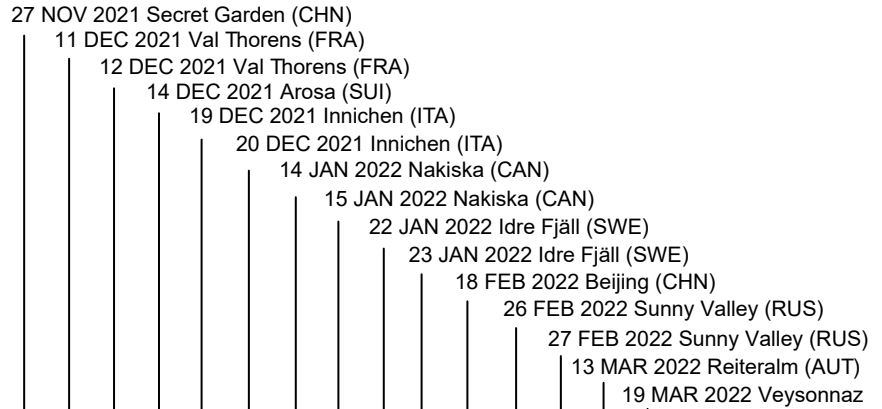 27 NOV 2021 Secret Garden (CHN)
11 DEC 2021 Val Thorens (FRA)
12 DEC 2021 Val Thorens (FRA)
14 DEC 2021 Arosa (SUI)
19 DEC 2021 Innichen (ITA)
20 DEC 2021 Innichen (ITA)
14 JAN 2022 Nakiska (CAN)
15 JAN 2022 Nakiska (CAN)
22 JAN 2022 Idre Fjäll (SWE)
23 JAN 2022 Idre Fjäll (SWE)
18 FEB 2022 Beijing (CHN)
26 FEB 2022 Sunny Valley (RUS)
27 FEB 2022 Sunny Valley (RUS)
13 MAR 2022 Reiteralm (AUT)
19 MAR 2022 Veysonnaz